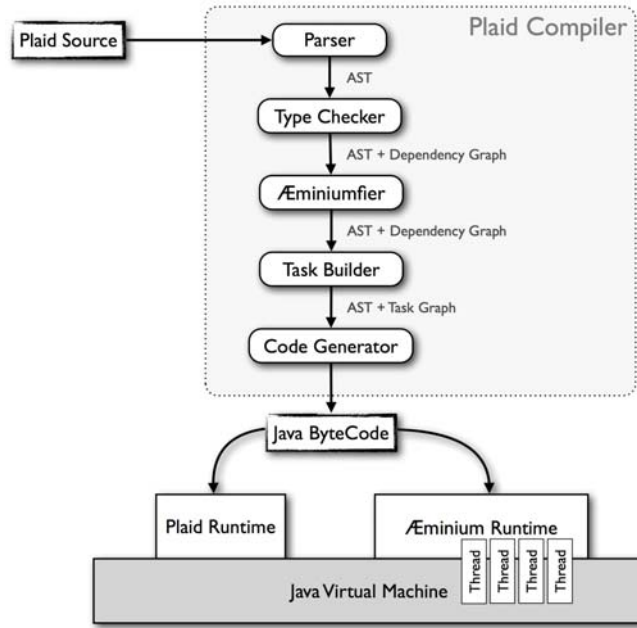 Plaid Compiler
Plaid Source
Parser
AST
Type Checker
AST + Dependency Graph
Æminiumfier
AST + Dependency Graph
Task Builder
AST + Task Graph
Code Generator
Java ByteCode
Plaid Runtime
Æminium Runtime
Thread
Thread
Thread
Thread
Java Virtual Machine